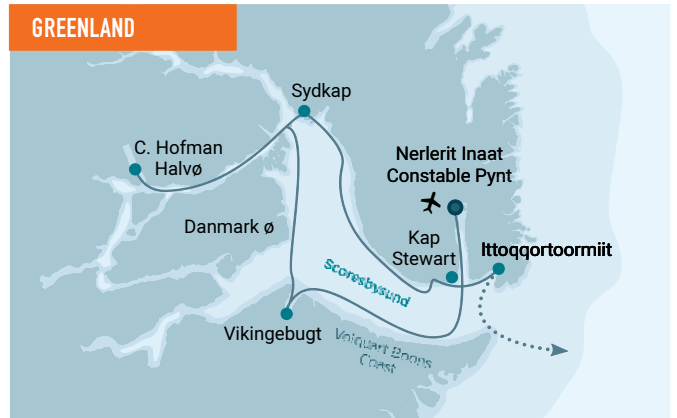 GREENLAND
Sydkap
C. Hofman
Halvø
Nerlerit Inaat
Constable Pynt
Danmark ø
Kap
Stewart
Ittoqqortoormiit
Scoresbysund
Vikingebugt
Volquart Boons
Coast